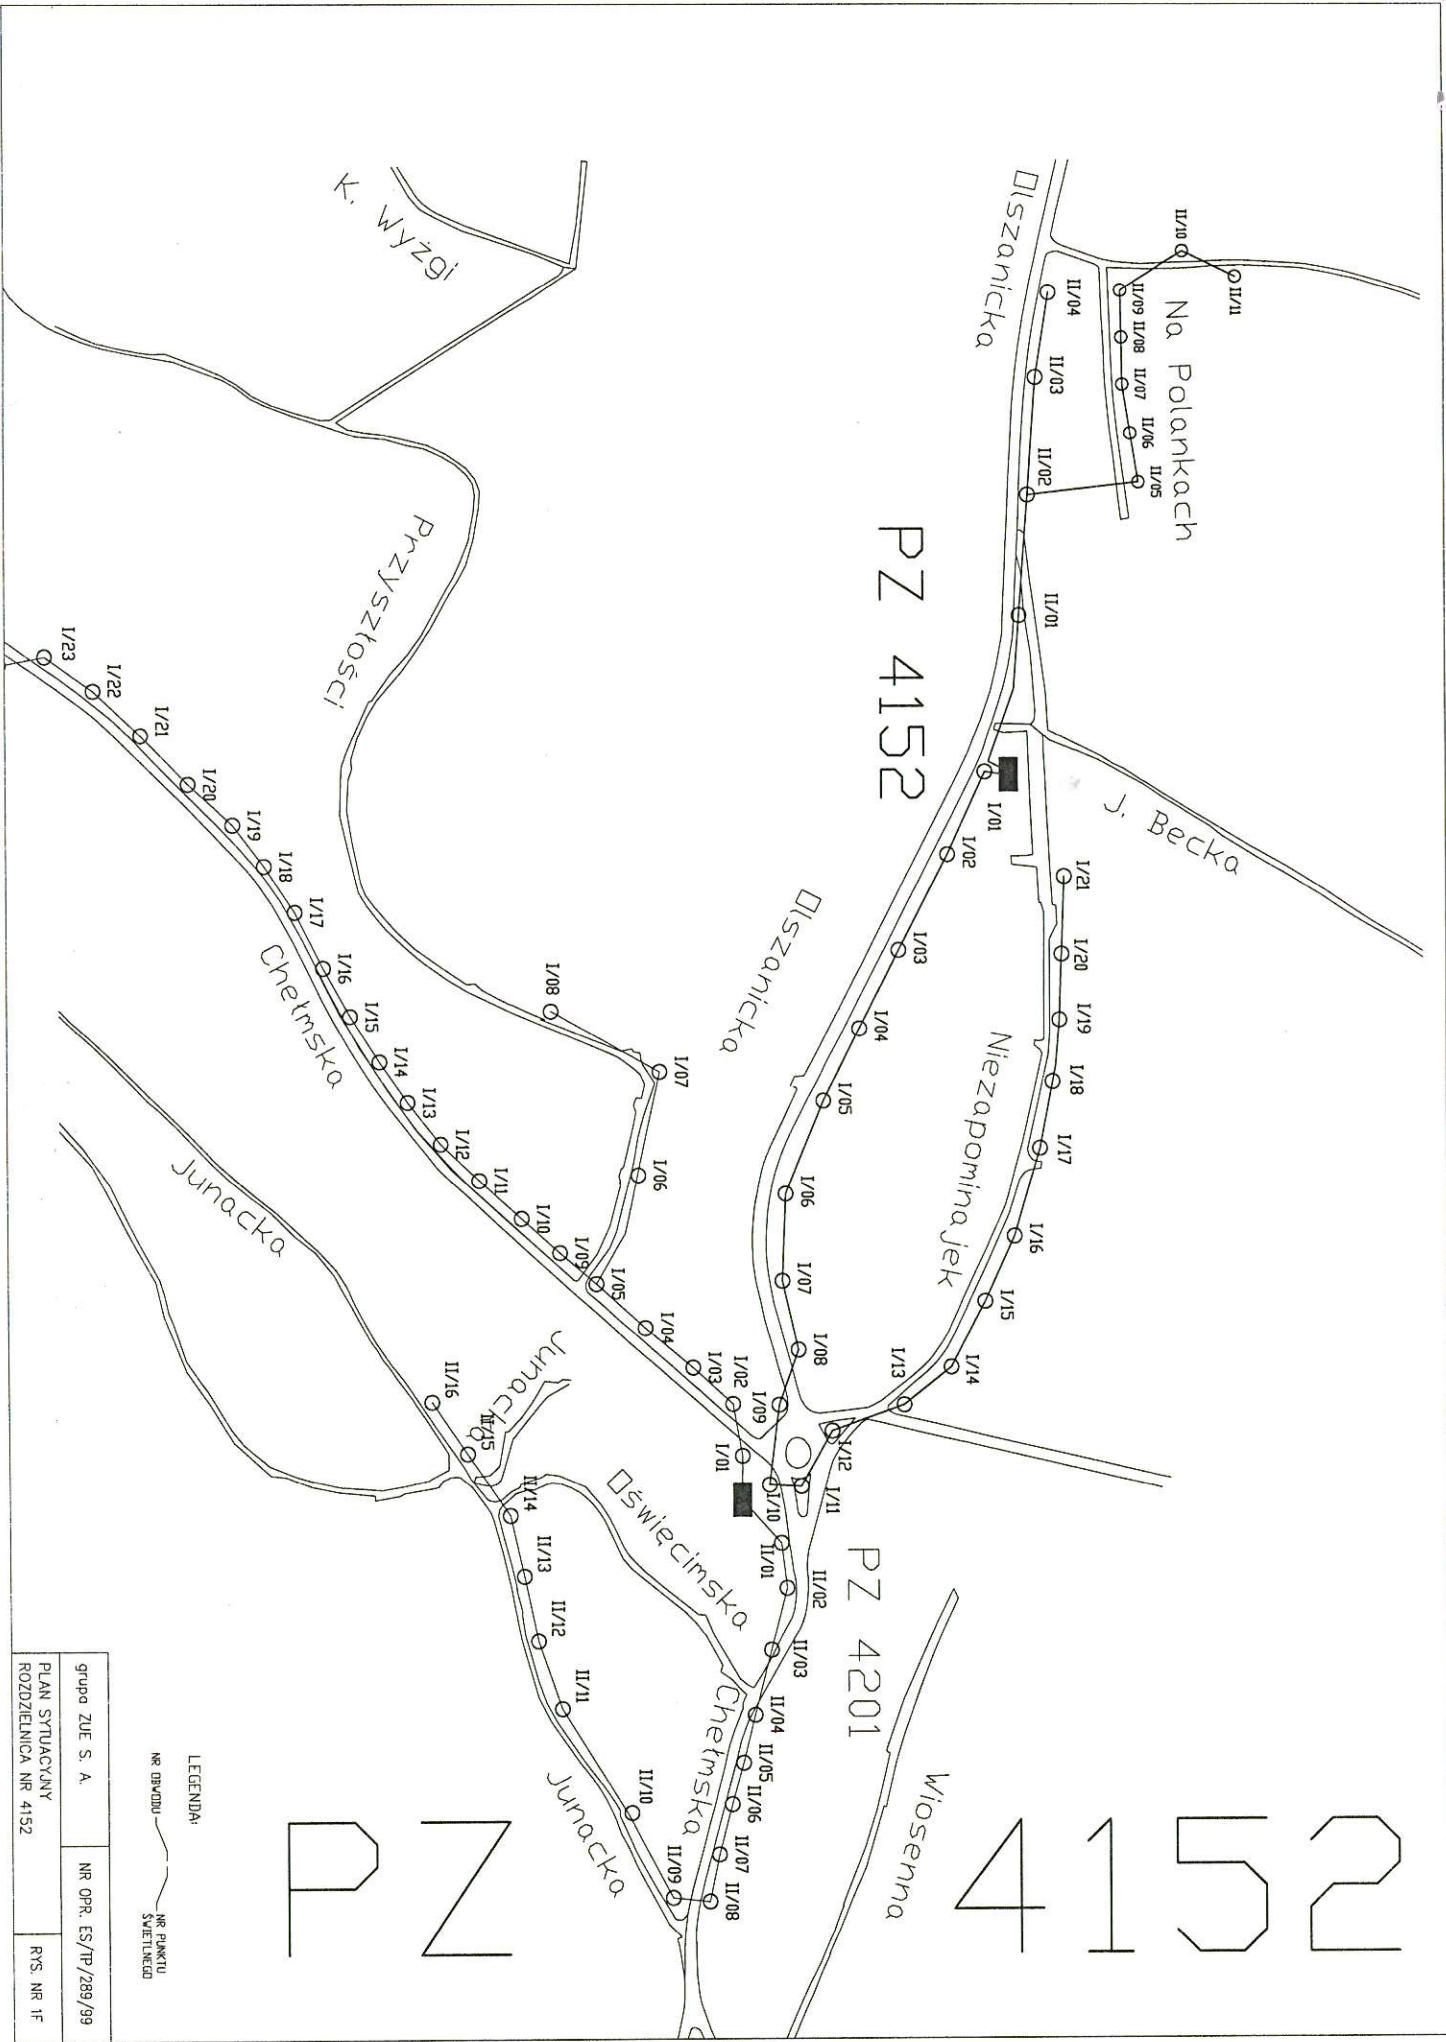 II/10
II/11
Na Polankach
II/09
II/08
II/07
II/06
II/05
Olszanicka
II/04
II/03
II/02
II/01
PZ 4152
J. Becka
I/01
I/02
I/03
I/04
I/05
I/06
I/07
I/08
I/09
I/10
I/11
I/12
I/13
I/14
I/15
I/16
I/17
I/18
I/19
I/20
I/21
Olszanicka
Niezapominajek
K. Wyżgi
Przyszłości
I/23
I/22
I/21
I/20
I/19
I/18
I/17
I/16
I/15
I/14
I/13
I/12
I/11
I/10
I/09
I/08
I/07
I/06
I/05
I/04
I/03
I/02
I/01
Chełmska
Junacka
Junacka
Oświęcimska
PZ 4201
Wiosenna
II/01
II/02
II/03
II/04
II/05
II/06
II/07
II/08
II/09
II/10
II/11
II/12
II/13
II/14
II/15
II/16
Chełmska
Junacka
PZ 4152
LEGENDA:
NR OBWODU
NR PUNKTU
ŚWIETLNEGO
grupa ZUE S. A.
NR OPR. ES/TP/289/99
PLAN SYTUACYJNY
ROZDZIELNICA NR 4152
RYS. NR 1F